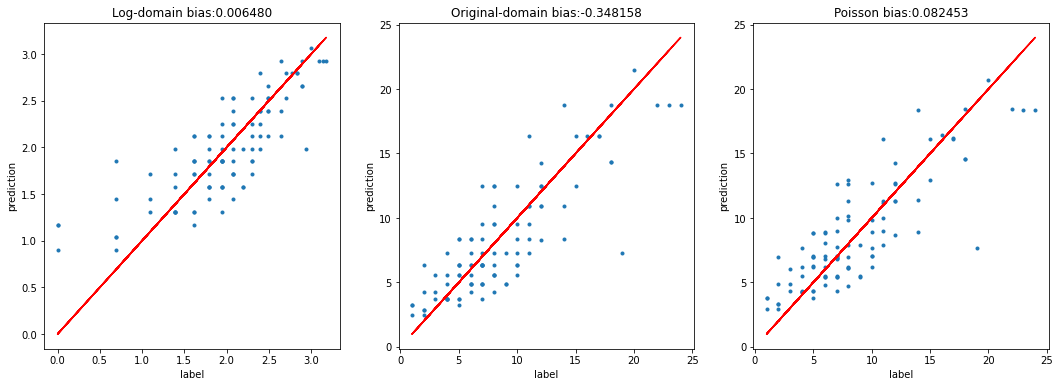 Log-domain bias:0.006480
3.0
2.5
2.0
1.5
1.0
0.5
0.0
prediction
0.0 0.5 1.0 1.5 2.0 2.5 3.0
label
Original-domain bias:-0.348158
25
20
15
10
5
0
prediction
0 5 10 15 20 25
label
Poisson bias:0.082453
25
20
15
10
5
0
prediction
0 5 10 15 20 25
label